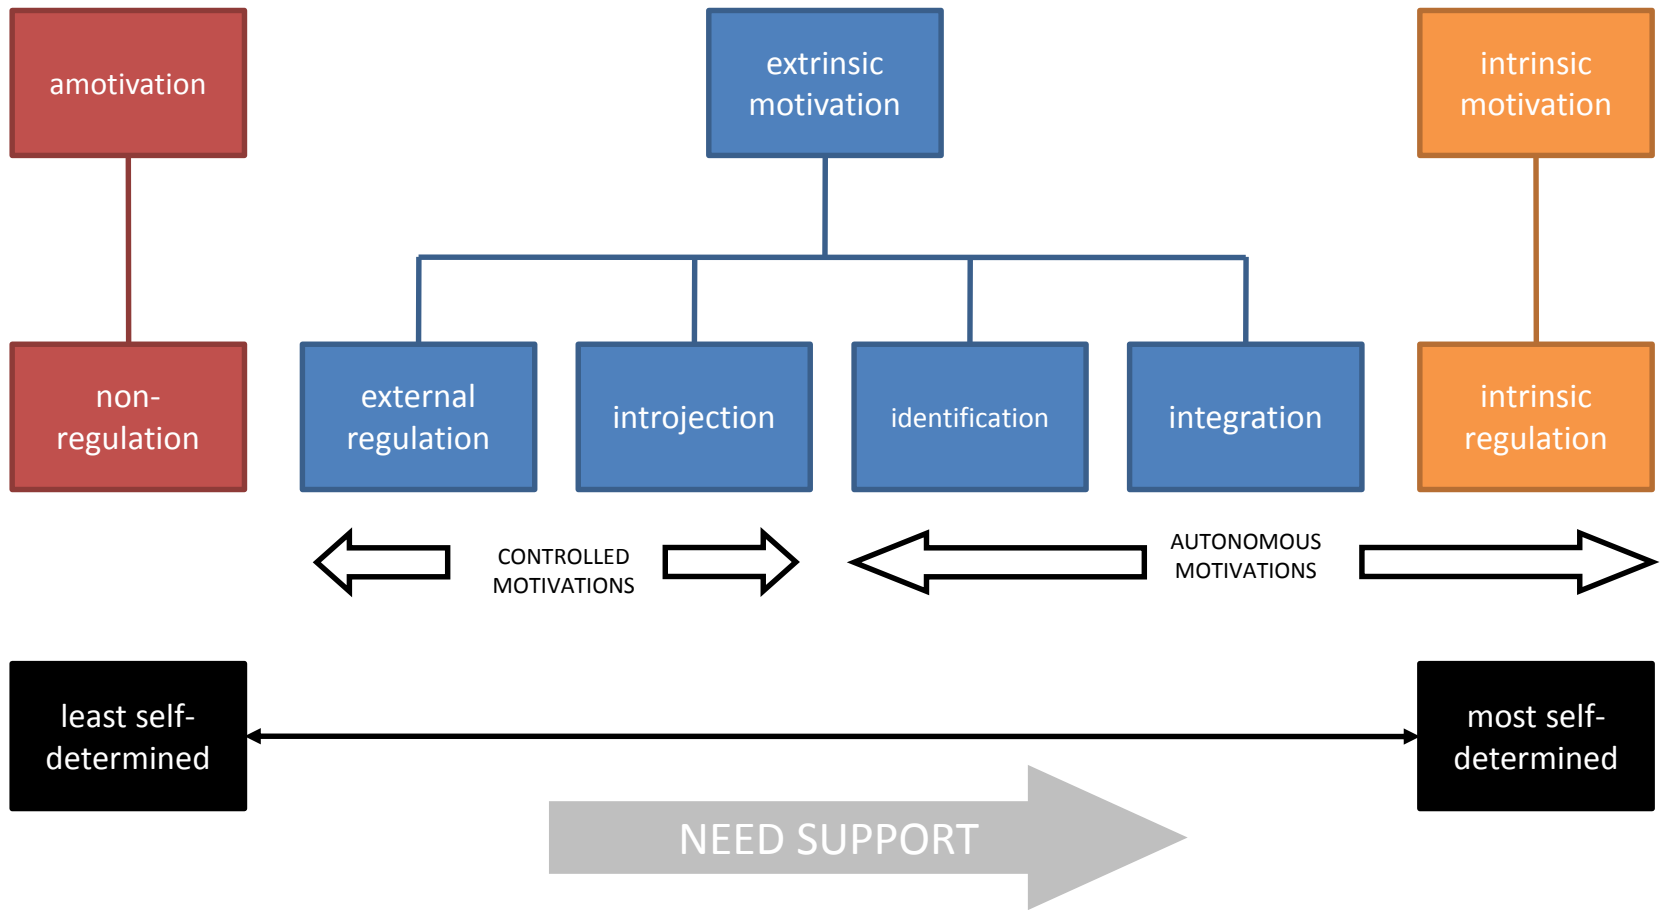 amotivation
extrinsic
motivation
intrinsic
motivation
non-
regulation
external
regulation
introjection
identification
integration
intrinsic
regulation
CONTROLLED
MOTIVATIONS
AUTONOMOUS
MOTIVATIONS
least self-
determined
most self-
determined
NEED SUPPORT